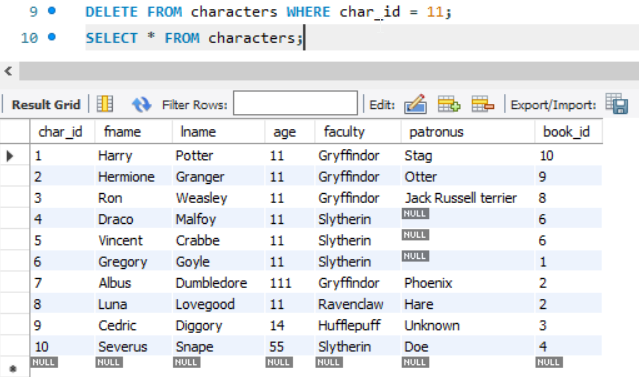 9 DELETE FROM characters WHERE char_id = 11;
10 SELECT * FROM characters;
Result Grid Filter Rows: Edit: Export/Import:
char_id fname lname age faculty patronus book_id
1 Harry Potter 11 Gryffindor Stag 10
2 Hermione Granger 11 Gryffindor Otter 9
3 Ron Weasley 11 Gryffindor Jack Russell terrier 8
4 Draco Malfoy 11 Slytherin NULL 6
5 Vincent Crabbe 11 Slytherin NULL 6
6 Gregory Goyle 11 Slytherin NULL 1
7 Albus Dumbledore 111 Gryffindor Phoenix 2
8 Luna Lovegood 11 Ravenclaw Hare 2
9 Cedric Diggory 14 Hufflepuff Unknown 3
10 Severus Snape 55 Slytherin Doe 4
NULL NULL NULL NULL NULL NULL NULL